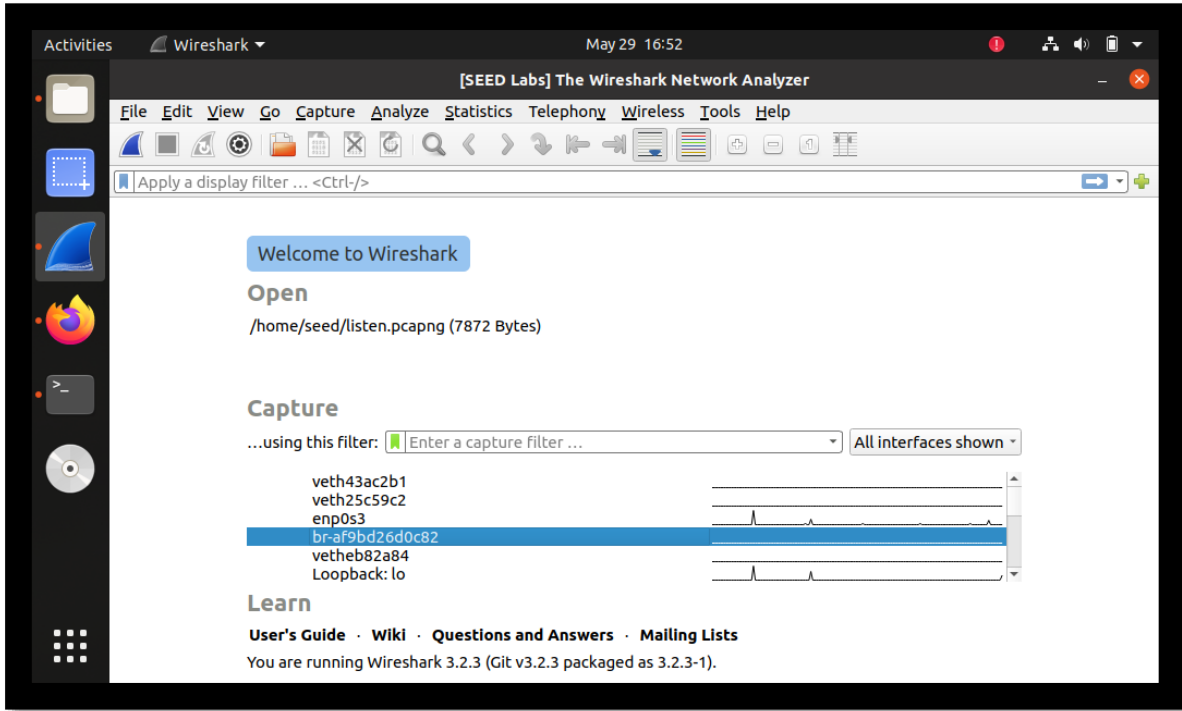 Activities Wireshark May 29 16:52
[SEED Labs] The Wireshark Network Analyzer
File Edit View Go Capture Analyze Statistics Telephony Wireless Tools Help
Apply a display filter … <Ctrl-/>
Welcome to Wireshark
Open
/home/seed/listen.pcapng (7872 Bytes)
Capture
…using this filter: Enter a capture filter … All interfaces shown
veth43ac2b1
veth25c59c2
enp0s3
br-af9bd26d0c82
vetheb82a84
Loopback: lo
Learn
User's Guide · Wiki · Questions and Answers · Mailing Lists
You are running Wireshark 3.2.3 (Git v3.2.3 packaged as 3.2.3-1).